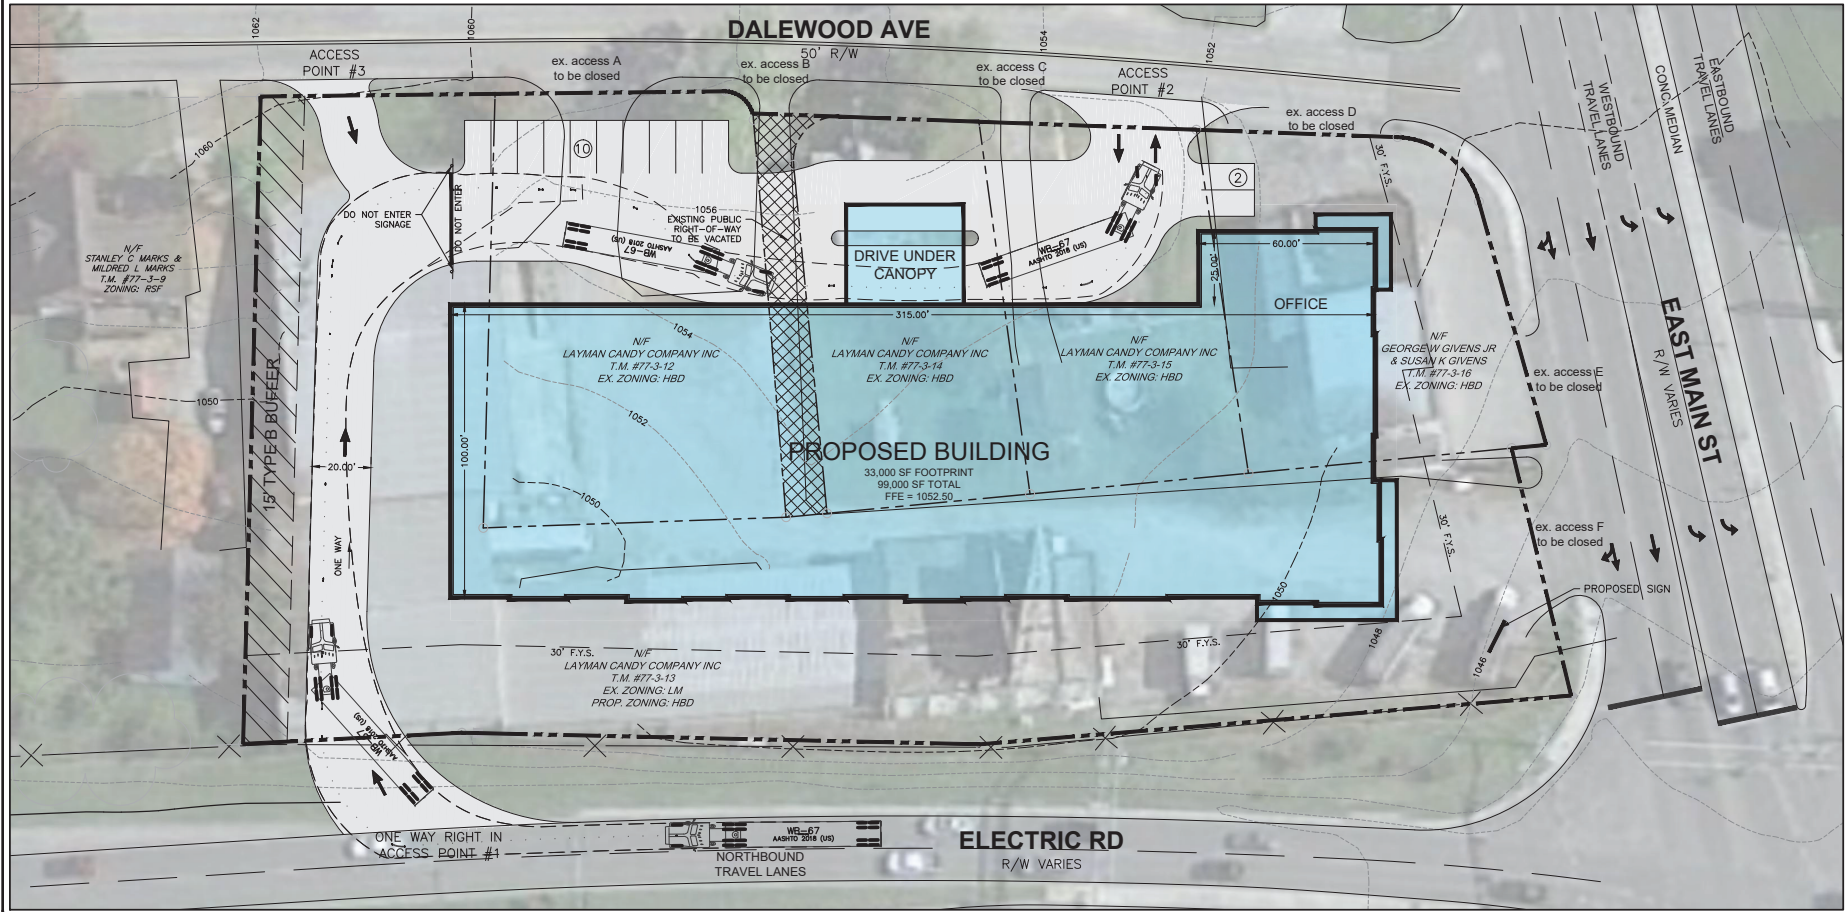 DALEWOOD AVE
50' R/W
1062
1060
1054
1052
ACCESS
POINT #3
ex. access A
to be closed
ex. access B
to be closed
ex. access C
to be closed
ACCESS
POINT #2
ex. access D
to be closed
WESTBOUND
TRAVEL LANES
CONC. MEDIAN
EASTBOUND
TRAVEL LANES
1060
10
2
30' F.Y.S.
DO NOT ENTER
SIGNAGE
DO NOT ENTER
1056
EXISTING PUBLIC
RIGHT-OF-WAY
TO BE VACATED
WB-67
AASHTO 2018 (US)
WB-67
AASHTO 2018 (US)
DRIVE UNDER
CANOPY
60.00'
25.00'
OFFICE
315.00'
N/F
STANLEY C MARKS &
MILDRED L MARKS
T.M. #77-3-9
ZONING: RSF
1054
N/F
LAYMAN CANDY COMPANY INC
T.M. #77-3-12
EX. ZONING: HBD
N/F
LAYMAN CANDY COMPANY INC
T.M. #77-3-14
EX. ZONING: HBD
N/F
LAYMAN CANDY COMPANY INC
T.M. #77-3-15
EX. ZONING: HBD
N/F
GEORGE W GIVENS JR
& SUSAN K GIVENS
T.M. #77-3-16
EX. ZONING: HBD
ex. access E
to be closed
EAST MAIN ST
R/W VARIES
1050
1052
15' TYPE B BUFFER
20.00'
100.00'
PROPOSED BUILDING
33,000 SF FOOTPRINT
99,000 SF TOTAL
FFE = 1052.50
1050
ONE WAY
30' F.Y.S.
ex. access F
to be closed
1050
PROPOSED SIGN
1048
1046
30' F.Y.S.
30' F.Y.S.
N/F
LAYMAN CANDY COMPANY INC
T.M. #77-3-13
EX. ZONING: LM
PROP. ZONING: HBD
WB-67
AASHTO 2018 (US)
ONE WAY RIGHT IN
ACCESS POINT #1
WB-67
AASHTO 2018 (US)
NORTHBOUND
TRAVEL LANES
ELECTRIC RD
R/W VARIES